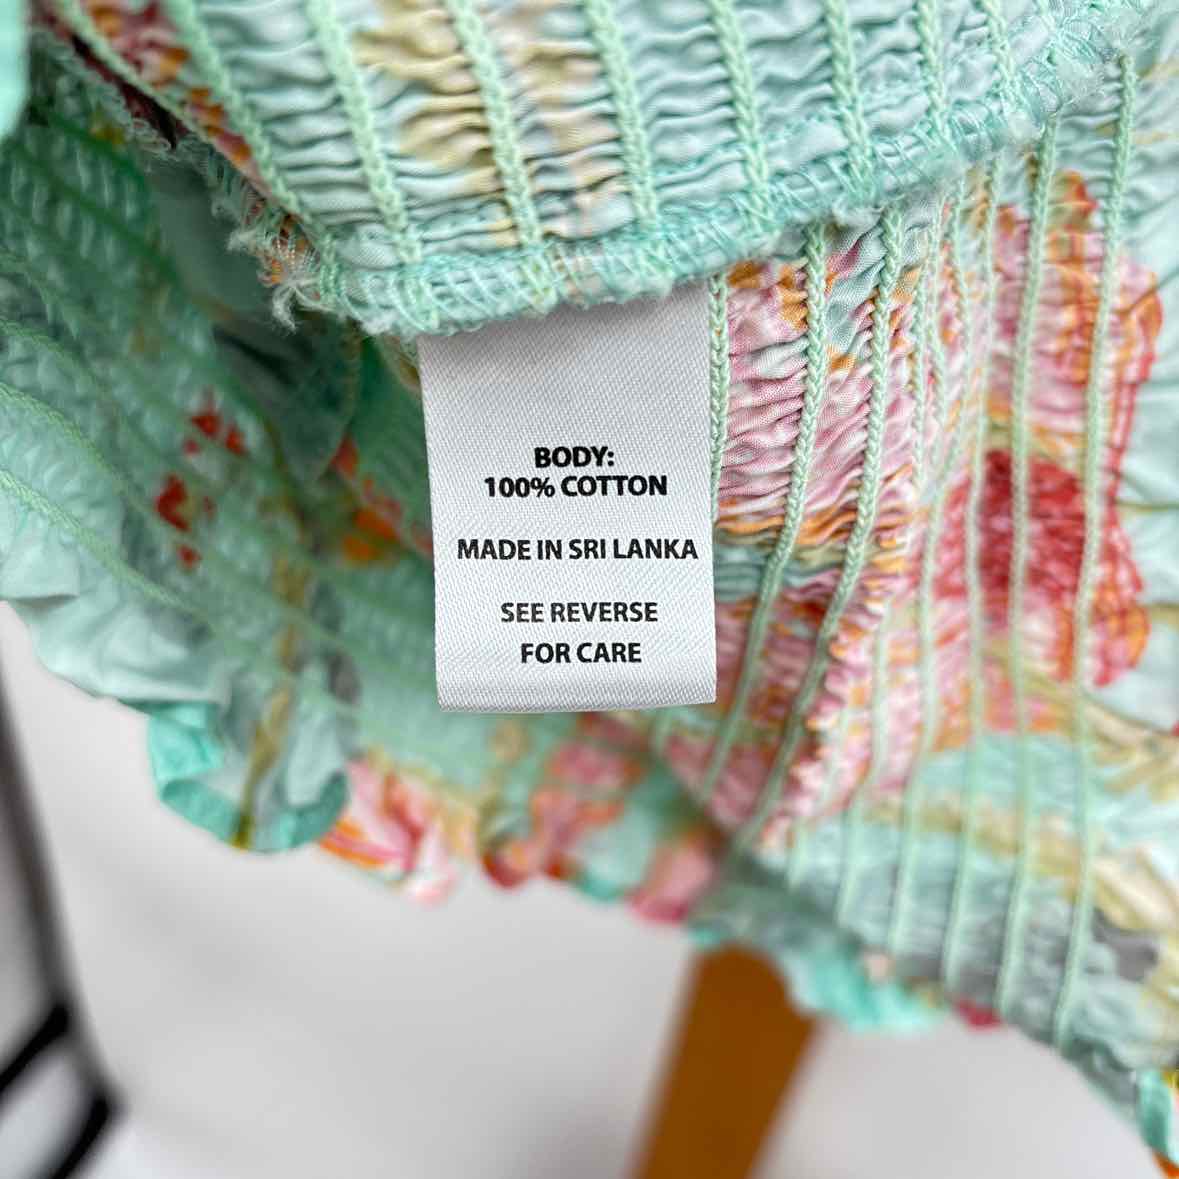 BODY:
100% COTTON
MADE IN SRI LANKA
SEE REVERSE
FOR CARE